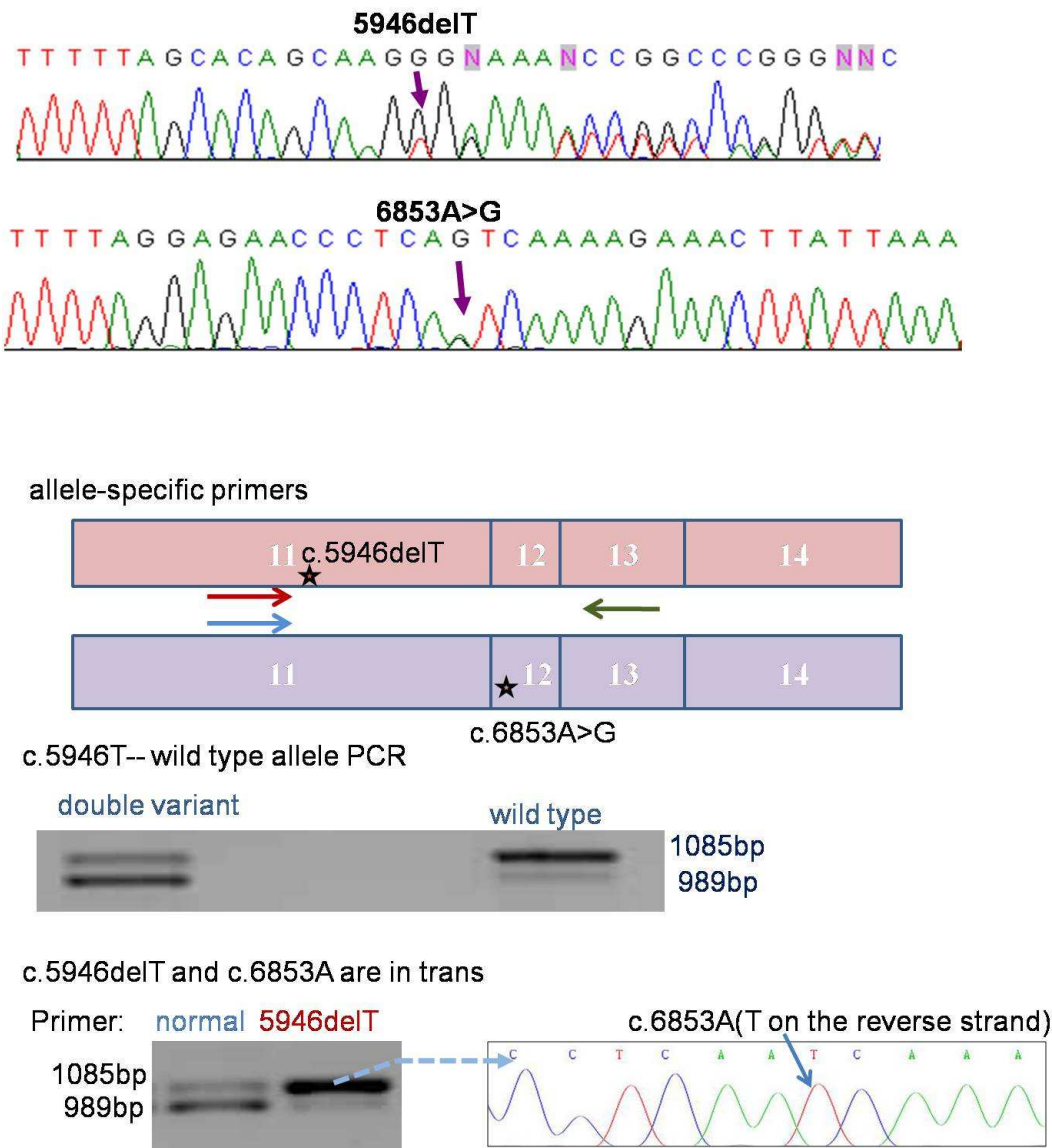 5946delT
T T T T T A G C A C A G C A A G G G N A A A N C C G G C C C G G G N N C
6853A>G
T T T T A G G A G A A C C C T C A G T C A A A A G A A A C T T A T T A A A
allele-specific primers
11 c.5946delT 12 13 14
11 12 13 14
c.6853A>G
c.5946T-- wild type allele PCR
double variant wild type
1085bp
989bp
c.5946delT and c.6853A are in trans
Primer: normal 5946delT c.6853A(T on the reverse strand)
C C T C A A T C A A A
1085bp
989bp